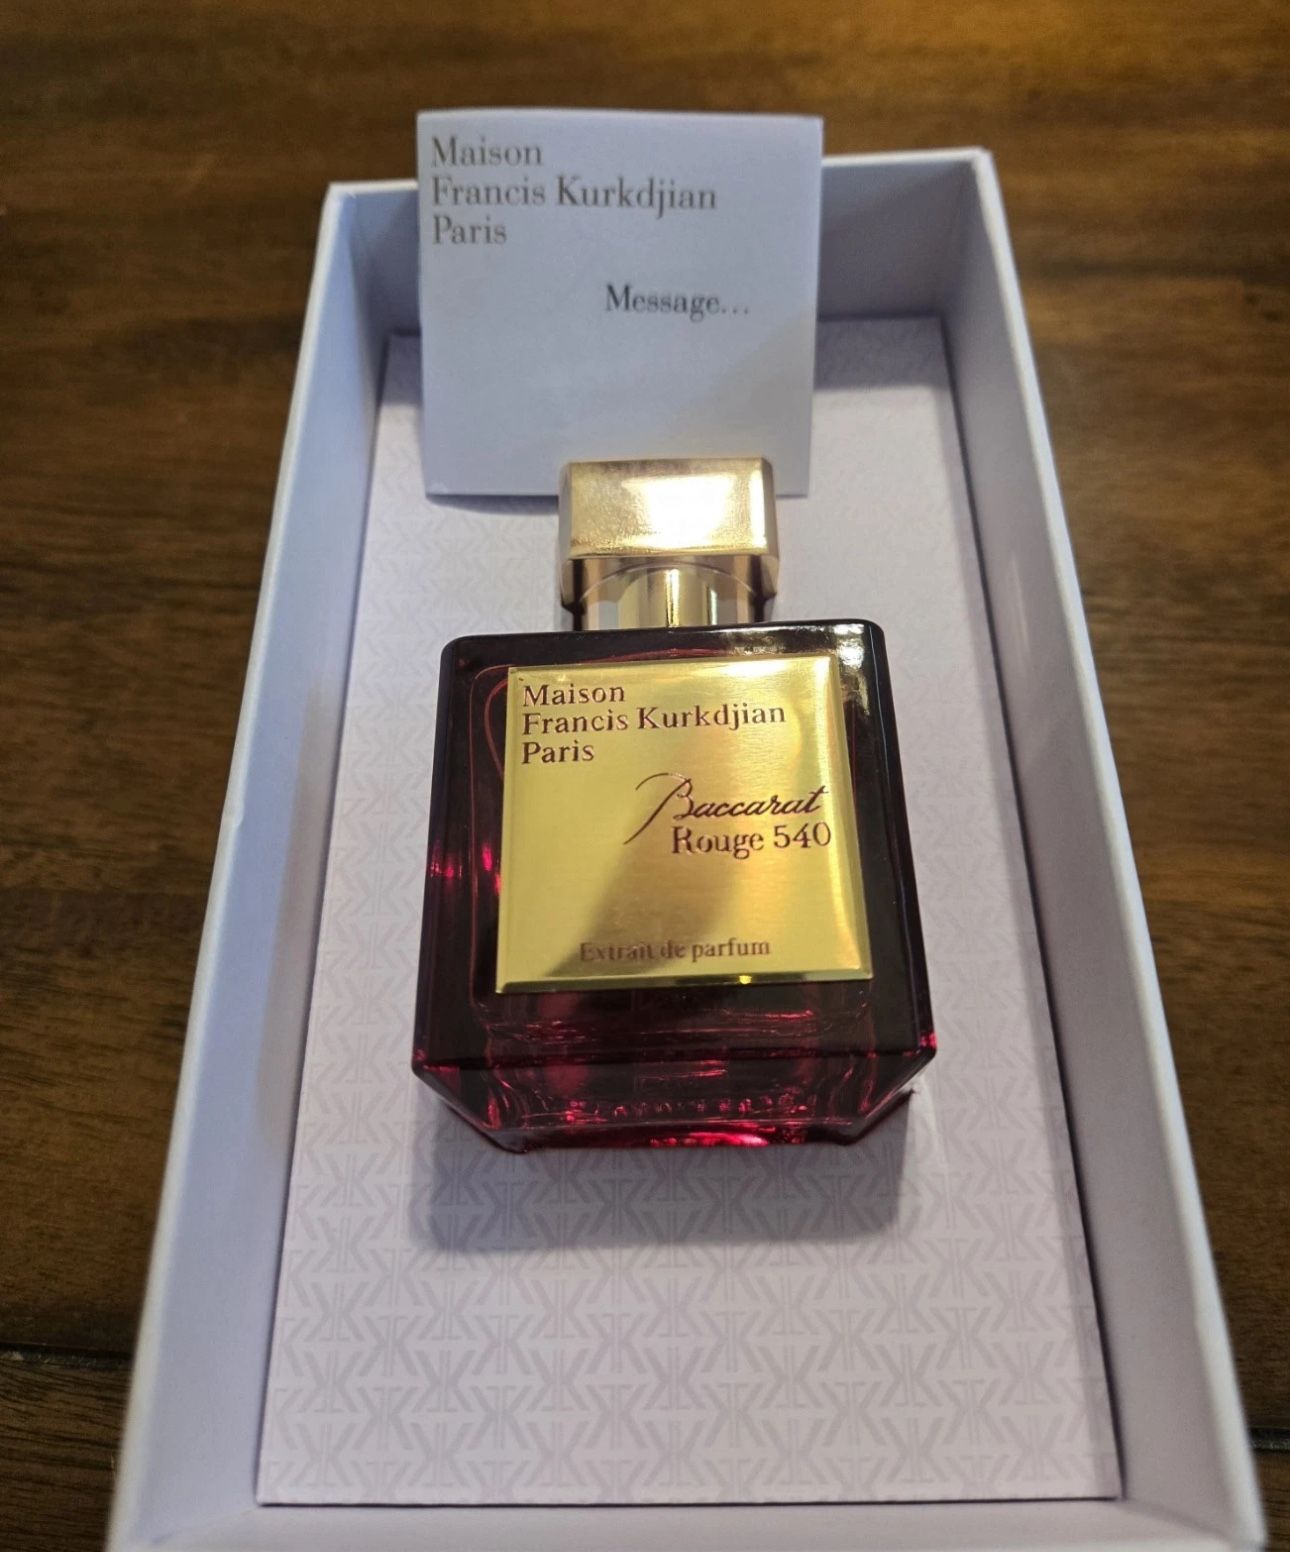 Maison
Francis Kurkdjian
Paris
Message...
Maison
Francis Kurkdjian
Paris
Baccarat
Rouge 540
Extrait de parfum